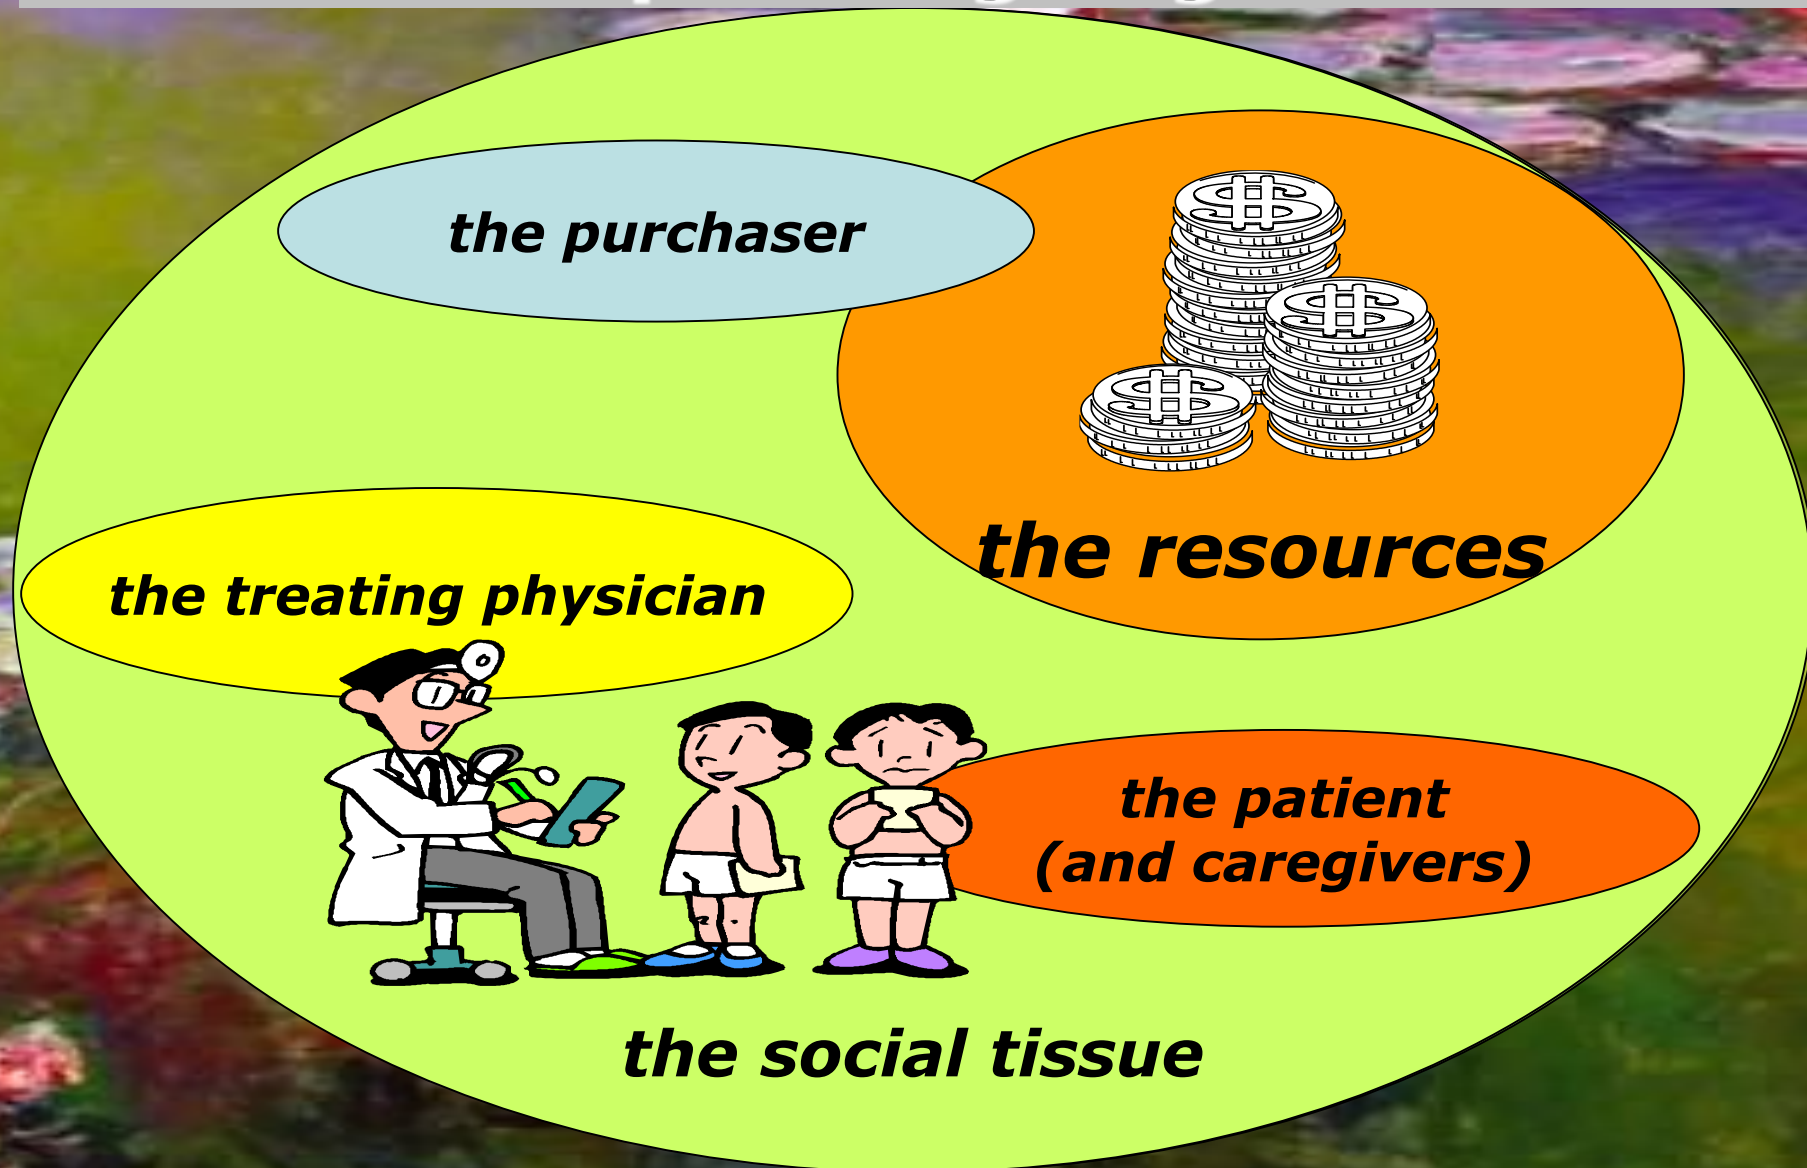 the purchaser
the resources
the treating physician
the patient
(and caregivers)
the social tissue